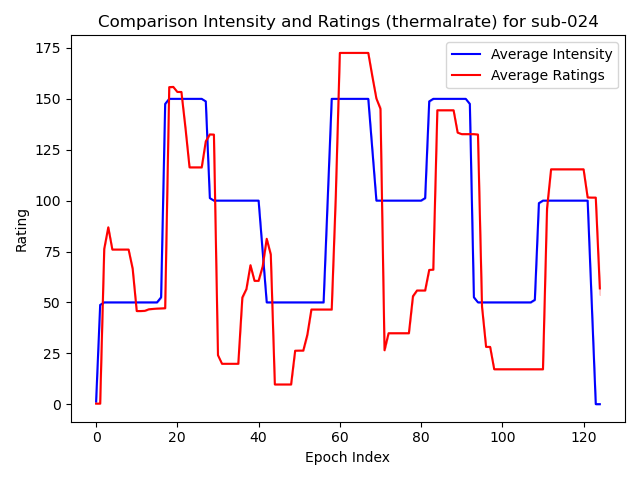 Comparison Intensity and Ratings (thermalrate) for sub-024
Average Intensity
Average Ratings
Rating
175
150
125
100
75
50
25
0
0 20 40 60 80 100 120
Epoch Index